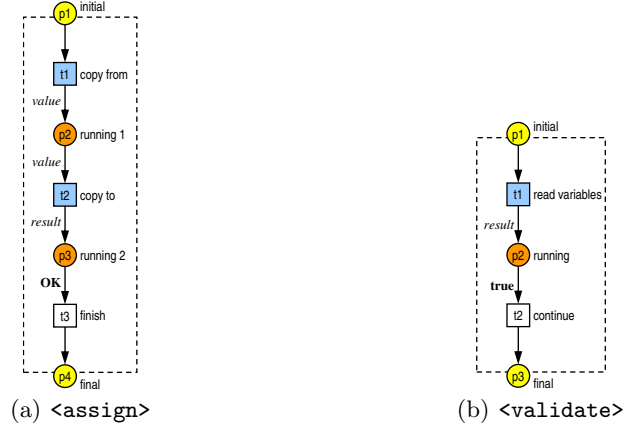 initial
p1
t1 copy from
value
p2 running 1
value
t2 copy to
result
p3 running 2
OK
t3 finish
p4
final
(a) <assign>
initial
p1
t1 read variables
result
p2 running
true
t2 continue
p3
final
(b) <validate>